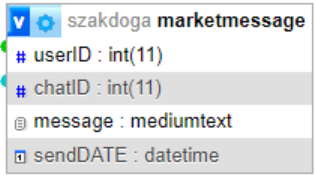 v szakdoga marketmessage
# userID : int(11)
# chatID : int(11)
message : mediumtext
sendDATE : datetime